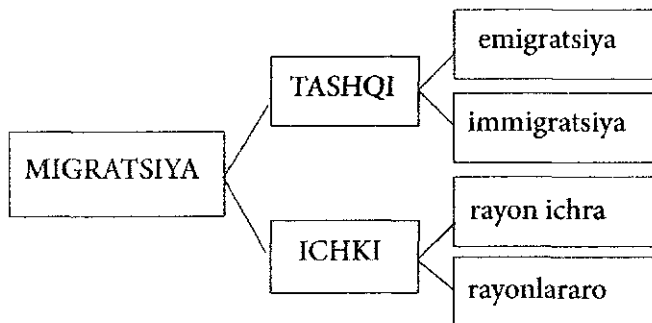 MIGRATSIYA
TASHQI
emigratsiya
immigratsiya
ICHKI
rayon ichra
rayonlararo